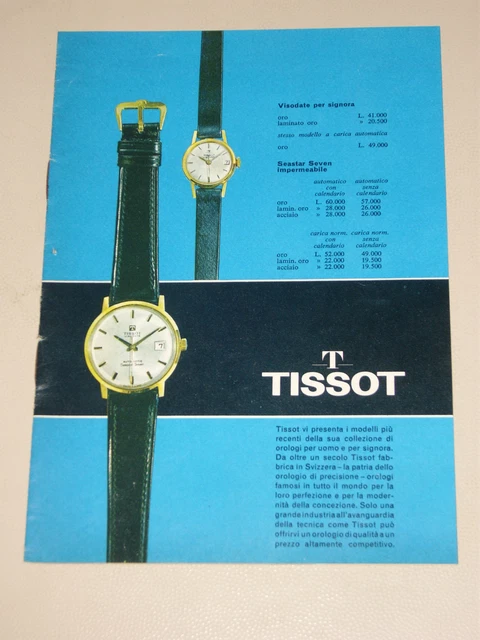 Visodate per signora
oro L. 41.000
laminato oro » 20.500
stesso modello a carica automatica
oro L. 49.000
Seastar Seven
impermeabile
automatico automatico
con senza
calendario calendario
oro L. 60.000 57.000
lamin. oro » 28.000 26.000
acciaio » 28.000 26.000
carica norm. carica norm.
con senza
calendario calendario
oro L. 52.000 49.000
lamin. oro » 22.000 19.500
acciaio » 22.000 19.500
TISSOT
T
TISSOT
Tissot vi presenta i modelli più
recenti della sua collezione di
orologi per uomo e per signora.
Da oltre un secolo Tissot fab-
brica in Svizzera – la patria dello
orologio di precisione – orologi
famosi in tutto il mondo per la
loro perfezione e per la moder-
nità della concezione. Solo una
grande industria all'avanguardia
della tecnica come Tissot può
offrirvi un orologio di qualità a un
prezzo altamente competitivo.